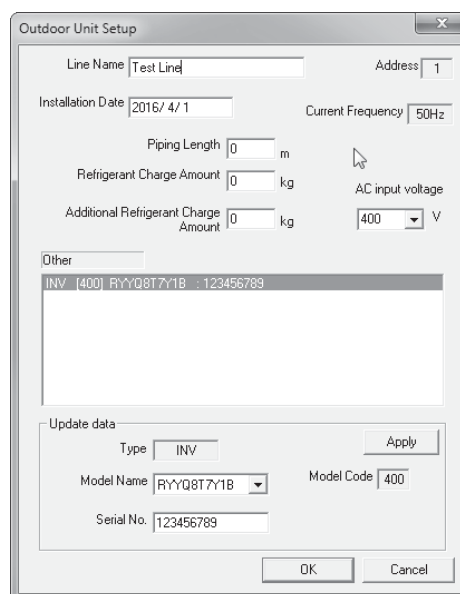 Outdoor Unit Setup
Line Name Test Line Address 1
Installation Date 2016/ 4/ 1 Current Frequency 50Hz
Piping Length 0 m
Refrigerant Charge Amount 0 kg AC input voltage
Additional Refrigerant Charge Amount 0 kg 400 V
Other
INV [400] RYYQ8T7Y1B : 123456789
Update data
Type INV Apply
Model Name RYYQ8T7Y1B Model Code 400
Serial No. 123456789
OK Cancel